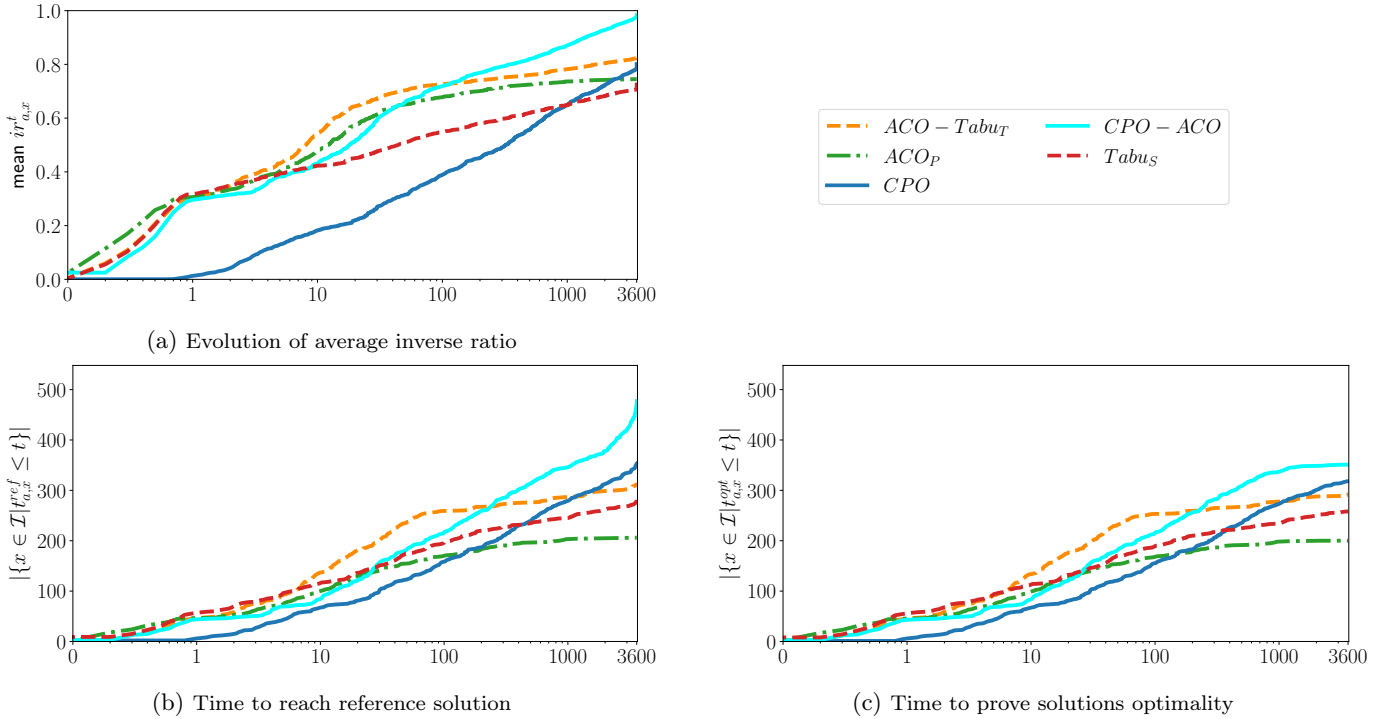 1.0
0.8
0.6
0.4
0.2
0.0
mean $ir^{t}_{a,x}$
0 1 10 100 1000 3600
(a) Evolution of average inverse ratio
ACO − Tabu_T
ACO_P
CPO
CPO − ACO
Tabu_S
500
400
300
200
100
0
|{x ∈ I|t^{ref}_{a,x} ≤ t}|
0 1 10 100 1000 3600
(b) Time to reach reference solution
500
400
300
200
100
0
|{x ∈ I|t^{opt}_{a,x} ≤ t}|
0 1 10 100 1000 3600
(c) Time to prove solutions optimality